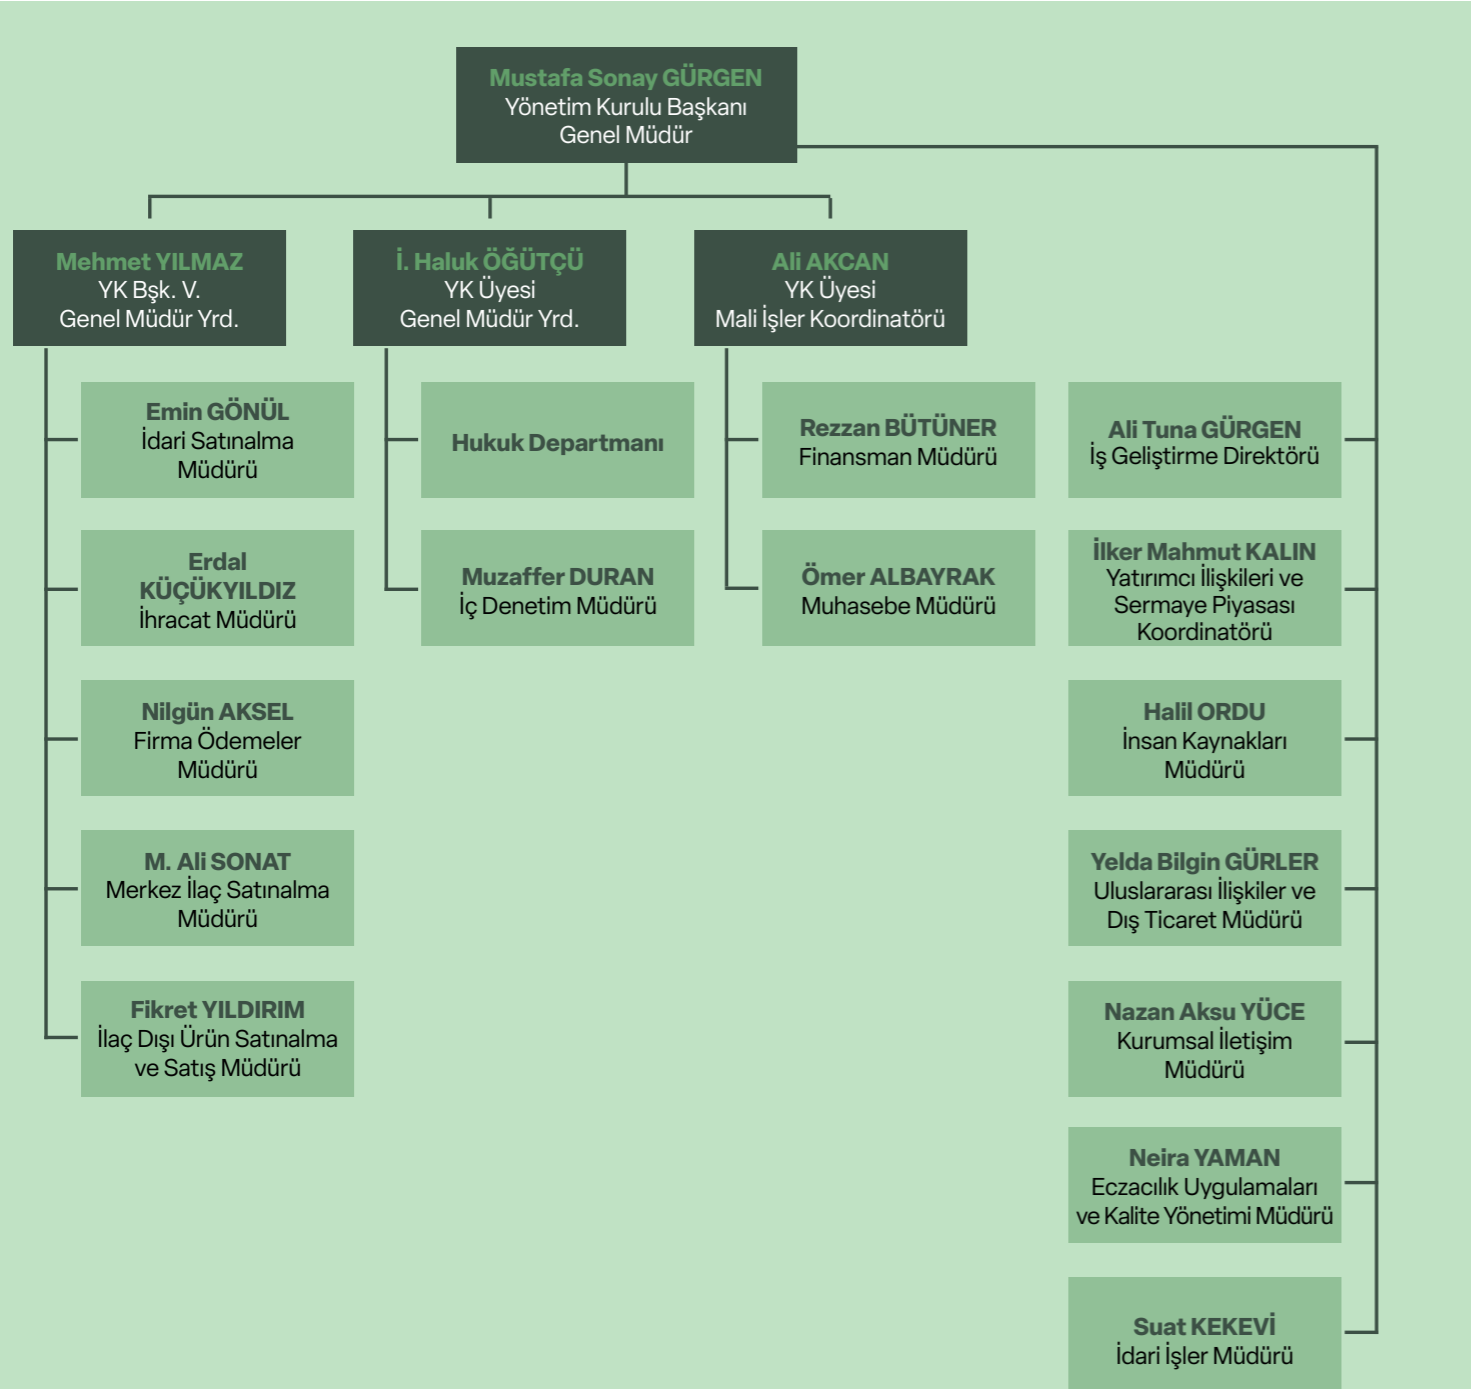 Mustafa Sonay GÜRGEN
Yönetim Kurulu Başkanı
Genel Müdür
Mehmet YILMAZ
YK Bşk. V.
Genel Müdür Yrd.
İ. Haluk ÖĞÜTÇÜ
YK Üyesi
Genel Müdür Yrd.
Ali AKCAN
YK Üyesi
Mali İşler Koordinatörü
Emin GÖNÜL
İdari Satınalma
Müdürü
Erdal
KÜÇÜKYILDIZ
İhracat Müdürü
Nilgün AKSEL
Firma Ödemeler
Müdürü
M. Ali SONAT
Merkez İlaç Satınalma
Müdürü
Fikret YILDIRIM
İlaç Dışı Ürün Satınalma
ve Satış Müdürü
Hukuk Departmanı
Muzaffer DURAN
İç Denetim Müdürü
Rezzan BÜTÜNER
Finansman Müdürü
Ömer ALBAYRAK
Muhasebe Müdürü
Ali Tuna GÜRGEN
İş Geliştirme Direktörü
İlker Mahmut KALIN
Yatırımcı İlişkileri ve
Sermaye Piyasası
Koordinatörü
Halil ORDU
İnsan Kaynakları
Müdürü
Yelda Bilgin GÜRLER
Uluslararası İlişkiler ve
Dış Ticaret Müdürü
Nazan Aksu YÜCE
Kurumsal İletişim
Müdürü
Neira YAMAN
Eczacılık Uygulamaları
ve Kalite Yönetimi Müdürü
Suat KEKEVİ
İdari İşler Müdürü